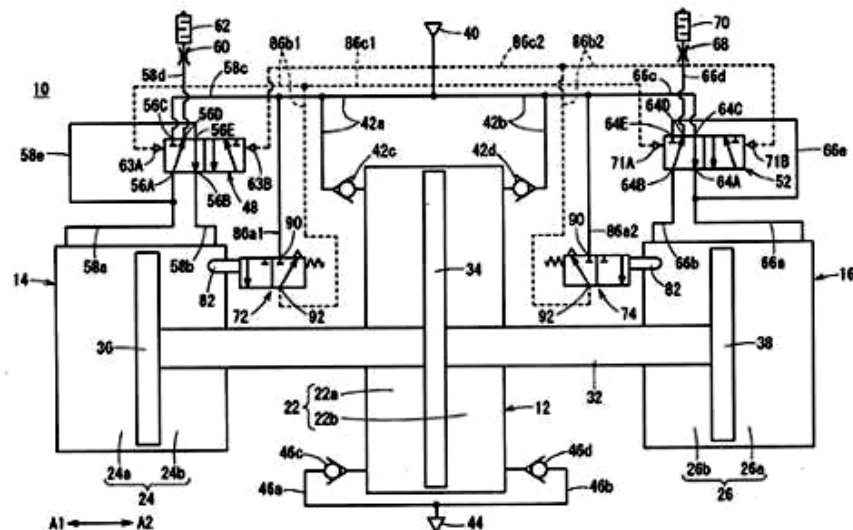 62
70
60
86b1
86c1
40
86c2
86b2
68
58d
58c
66c
66d
10
56C
56D
56E
42a
42b
64E
64D
64C
58e
66e
63A
63B
42c
42d
71A
71B
56A
56B
48
64B
64A
52
86a1
90
90
86a2
58a
58b
66b
66a
14
34
16
82
72
92
92
74
82
36
38
32
22
22a
22b
12
46c
46d
24a
24b
46a
46b
26b
26a
24
26
A1
A2
44